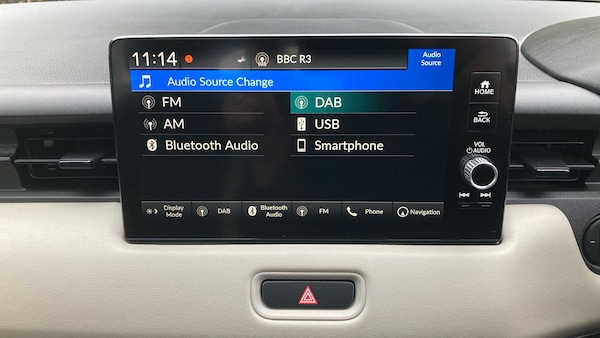 11:14
1
BBC R3
Audio
Source
Audio Source Change
FM
DAB
AM
USB
Bluetooth Audio
Smartphone
HOME
BACK
VOL
AUDIO
Display
Mode
DAB
Bluetooth
Audio
FM
Phone
Navigation